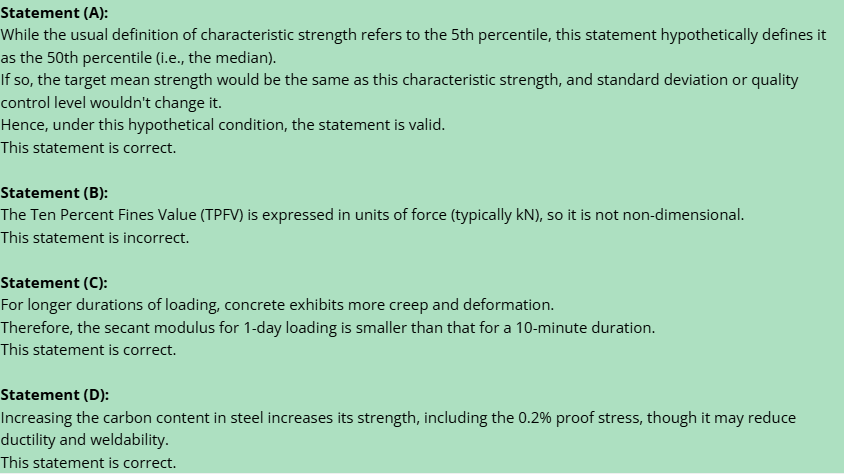 Statement (A):
While the usual definition of characteristic strength refers to the 5th percentile, this statement hypothetically defines it
as the 50th percentile (i.e., the median).
If so, the target mean strength would be the same as this characteristic strength, and standard deviation or quality
control level wouldn't change it.
Hence, under this hypothetical condition, the statement is valid.
This statement is correct.
Statement (B):
The Ten Percent Fines Value (TPFV) is expressed in units of force (typically kN), so it is not non-dimensional.
This statement is incorrect.
Statement (C):
For longer durations of loading, concrete exhibits more creep and deformation.
Therefore, the secant modulus for 1-day loading is smaller than that for a 10-minute duration.
This statement is correct.
Statement (D):
Increasing the carbon content in steel increases its strength, including the 0.2% proof stress, though it may reduce
ductility and weldability.
This statement is correct.